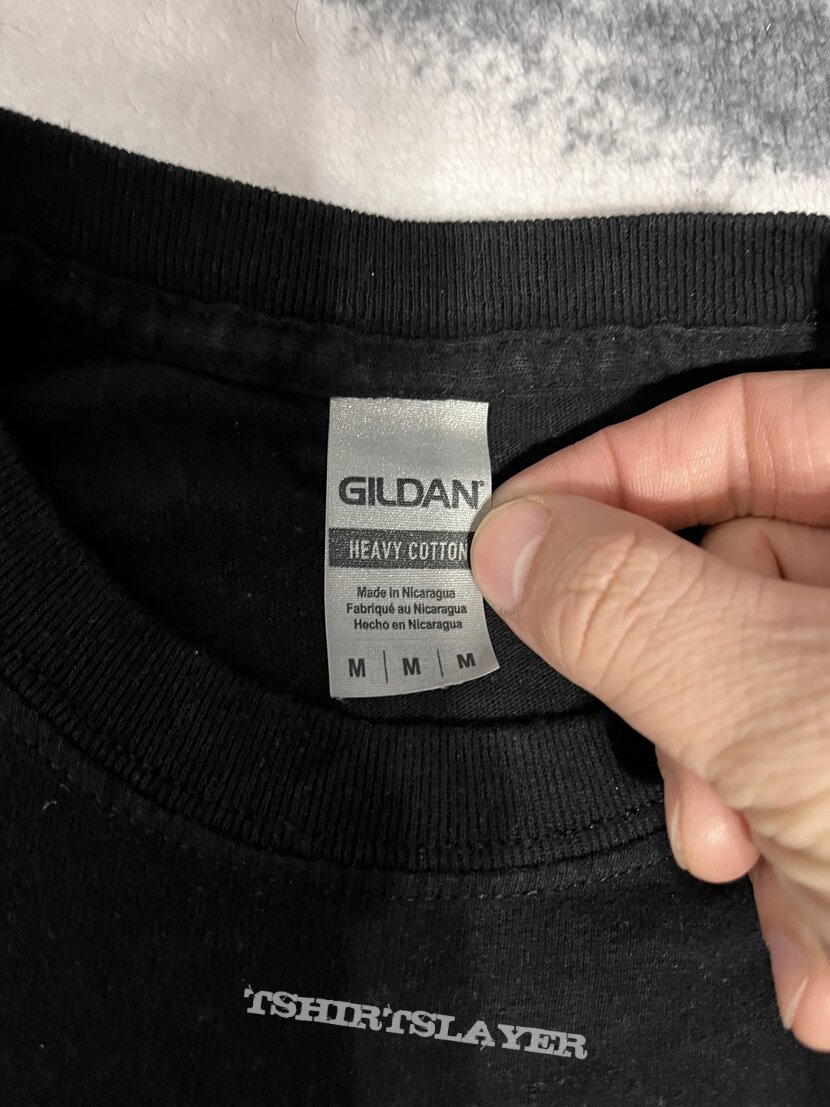 GILDAN®
HEAVY COTTON
Made in Nicaragua
Fabriqué au Nicaragua
Hecho en Nicaragua
M | M | M
TSHIRTSLAYER